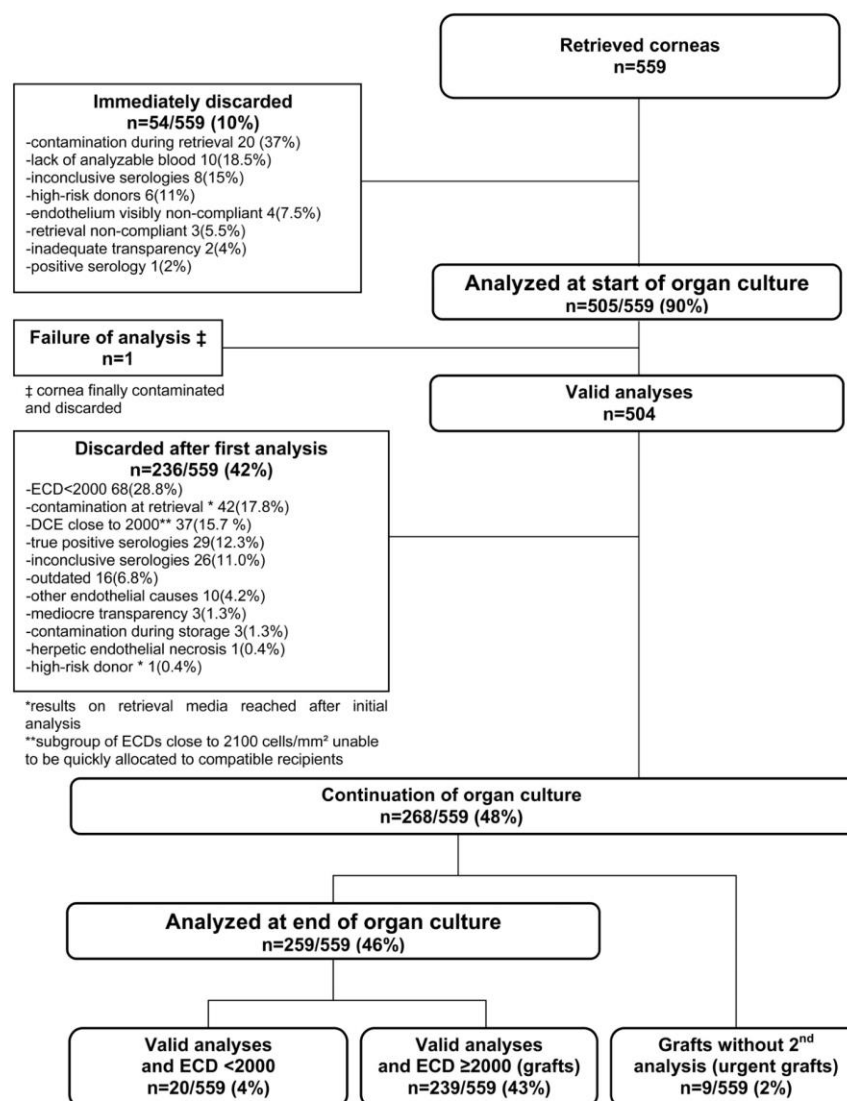 Retrieved corneas
n=559
Immediately discarded
n=54/559 (10%)
-contamination during retrieval 20 (37%)
-lack of analyzable blood 10(18.5%)
-inconclusive serologies 8(15%)
-high-risk donors 6(11%)
-endothelium visibly non-compliant 4(7.5%)
-retrieval non-compliant 3(5.5%)
-inadequate transparency 2(4%)
-positive serology 1(2%)
Analyzed at start of organ culture
n=505/559 (90%)
Failure of analysis ‡
n=1
‡ cornea finally contaminated
and discarded
Valid analyses
n=504
Discarded after first analysis
n=236/559 (42%)
-ECD<2000 68(28.8%)
-contamination at retrieval * 42(17.8%)
-DCE close to 2000** 37(15.7 %)
-true positive serologies 29(12.3%)
-inconclusive serologies 26(11.0%)
-outdated 16(6.8%)
-other endothelial causes 10(4.2%)
-mediocre transparency 3(1.3%)
-contamination during storage 3(1.3%)
-herpetic endothelial necrosis 1(0.4%)
-high-risk donor * 1(0.4%)
*results on retrieval media reached after initial
analysis
**subgroup of ECDs close to 2100 cells/mm² unable
to be quickly allocated to compatible recipients
Continuation of organ culture
n=268/559 (48%)
Analyzed at end of organ culture
n=259/559 (46%)
Valid analyses
and ECD <2000
n=20/559 (4%)
Valid analyses
and ECD ≥2000 (grafts)
n=239/559 (43%)
Grafts without 2nd
analysis (urgent grafts)
n=9/559 (2%)